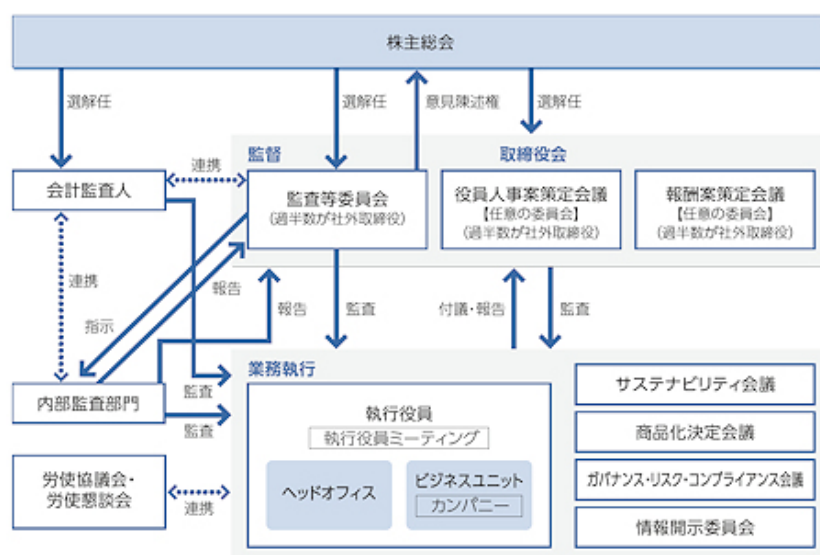 株主総会
選解任
選解任
意見陳述権
選解任
監督
取締役会
連携
会計監査人
監査等委員会
(過半数が社外取締役)
役員人事案策定会議
【任意の委員会】
(過半数が社外取締役)
報酬案策定会議
【任意の委員会】
(過半数が社外取締役)
連携
報告
指示
報告
監査
付議・報告
監査
業務執行
監査
内部監査部門
監査
執行役員
執行役員ミーティング
ヘッドオフィス
ビジネスユニット
カンパニー
サステナビリティ会議
商品化決定会議
ガバナンス・リスク・コンプライアンス会議
情報開示委員会
労使協議会・
労使懇談会
連携